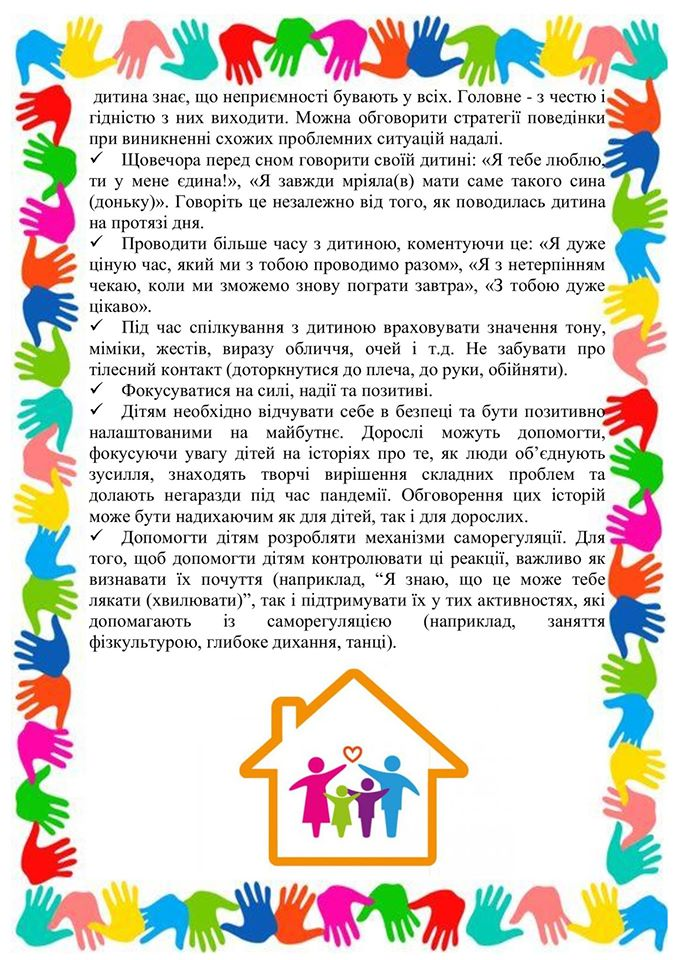 дитина знає, що неприємності бувають у всіх. Головне - з честю і
гідністю з них виходити. Можна обговорити стратегії поведінки
при виникненні схожих проблемних ситуацій надалі.
✓ Щовечора перед сном говорити своїй дитині: «Я тебе люблю,
ти у мене єдина!», «Я завжди мріяла(в) мати саме такого сина
(доньку)». Говоріть це незалежно від того, як поводилась дитина
на протязі дня.
✓ Проводити більше часу з дитиною, коментуючи це: «Я дуже
ціную час, який ми з тобою проводимо разом», «Я з нетерпінням
чекаю, коли ми зможемо знову пограти завтра», «З тобою дуже
цікаво».
✓ Під час спілкування з дитиною враховувати значення тону,
міміки, жестів, виразу обличчя, очей і т.д. Не забувати про
тілесний контакт (доторкнутися до плеча, до руки, обійняти).
✓ Фокусуватися на силі, надії та позитиві.
✓ Дітям необхідно відчувати себе в безпеці та бути позитивно
налаштованими на майбутнє. Дорослі можуть допомогти,
фокусуючи увагу дітей на історіях про те, як люди об’єднують
зусилля, знаходять творчі вирішення складних проблем та
долають негаразди під час пандемії. Обговорення цих історій
може бути надихаючим як для дітей, так і для дорослих.
✓ Допомогти дітям розробляти механізми саморегуляції. Для
того, щоб допомогти дітям контролювати ці реакції, важливо як
визнавати їх почуття (наприклад, “Я знаю, що це може тебе
лякати (хвилювати)”, так і підтримувати їх у тих активностях, які
допомагають із саморегуляцією (наприклад, заняття
фізкультурою, глибоке дихання, танці).